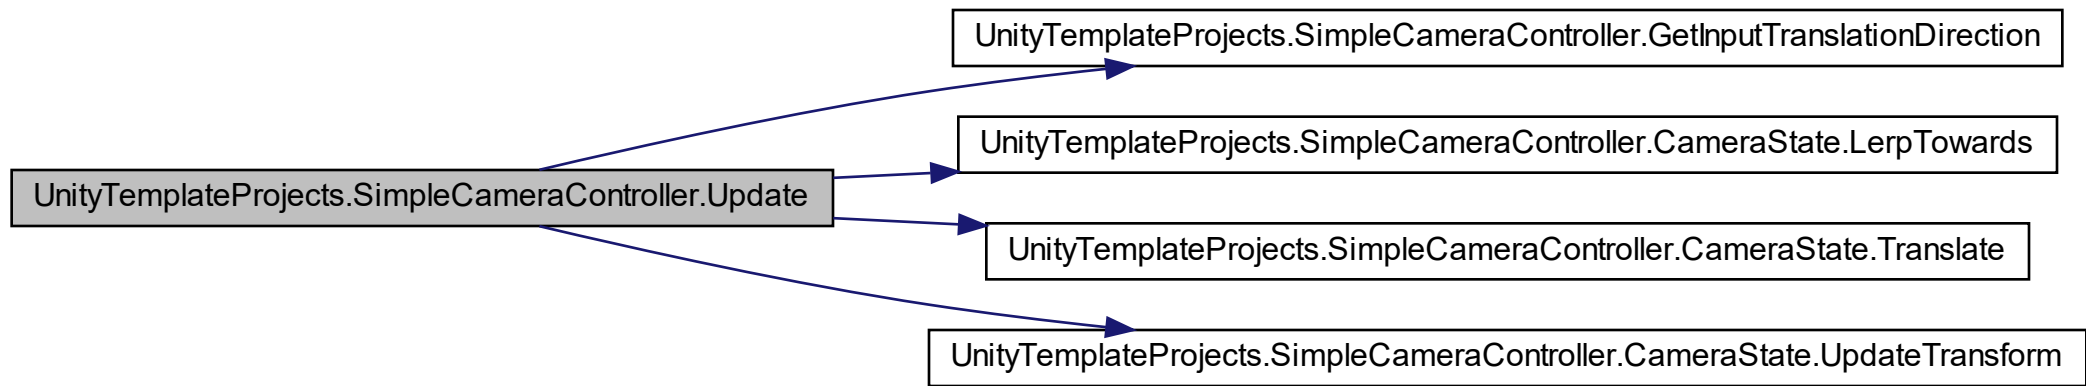 UnityTemplateProjects.SimpleCameraController.GetInputTranslationDirection
UnityTemplateProjects.SimpleCameraController.CameraState.LerpTowards
UnityTemplateProjects.SimpleCameraController.Update
UnityTemplateProjects.SimpleCameraController.CameraState.Translate
UnityTemplateProjects.SimpleCameraController.CameraState.UpdateTransform